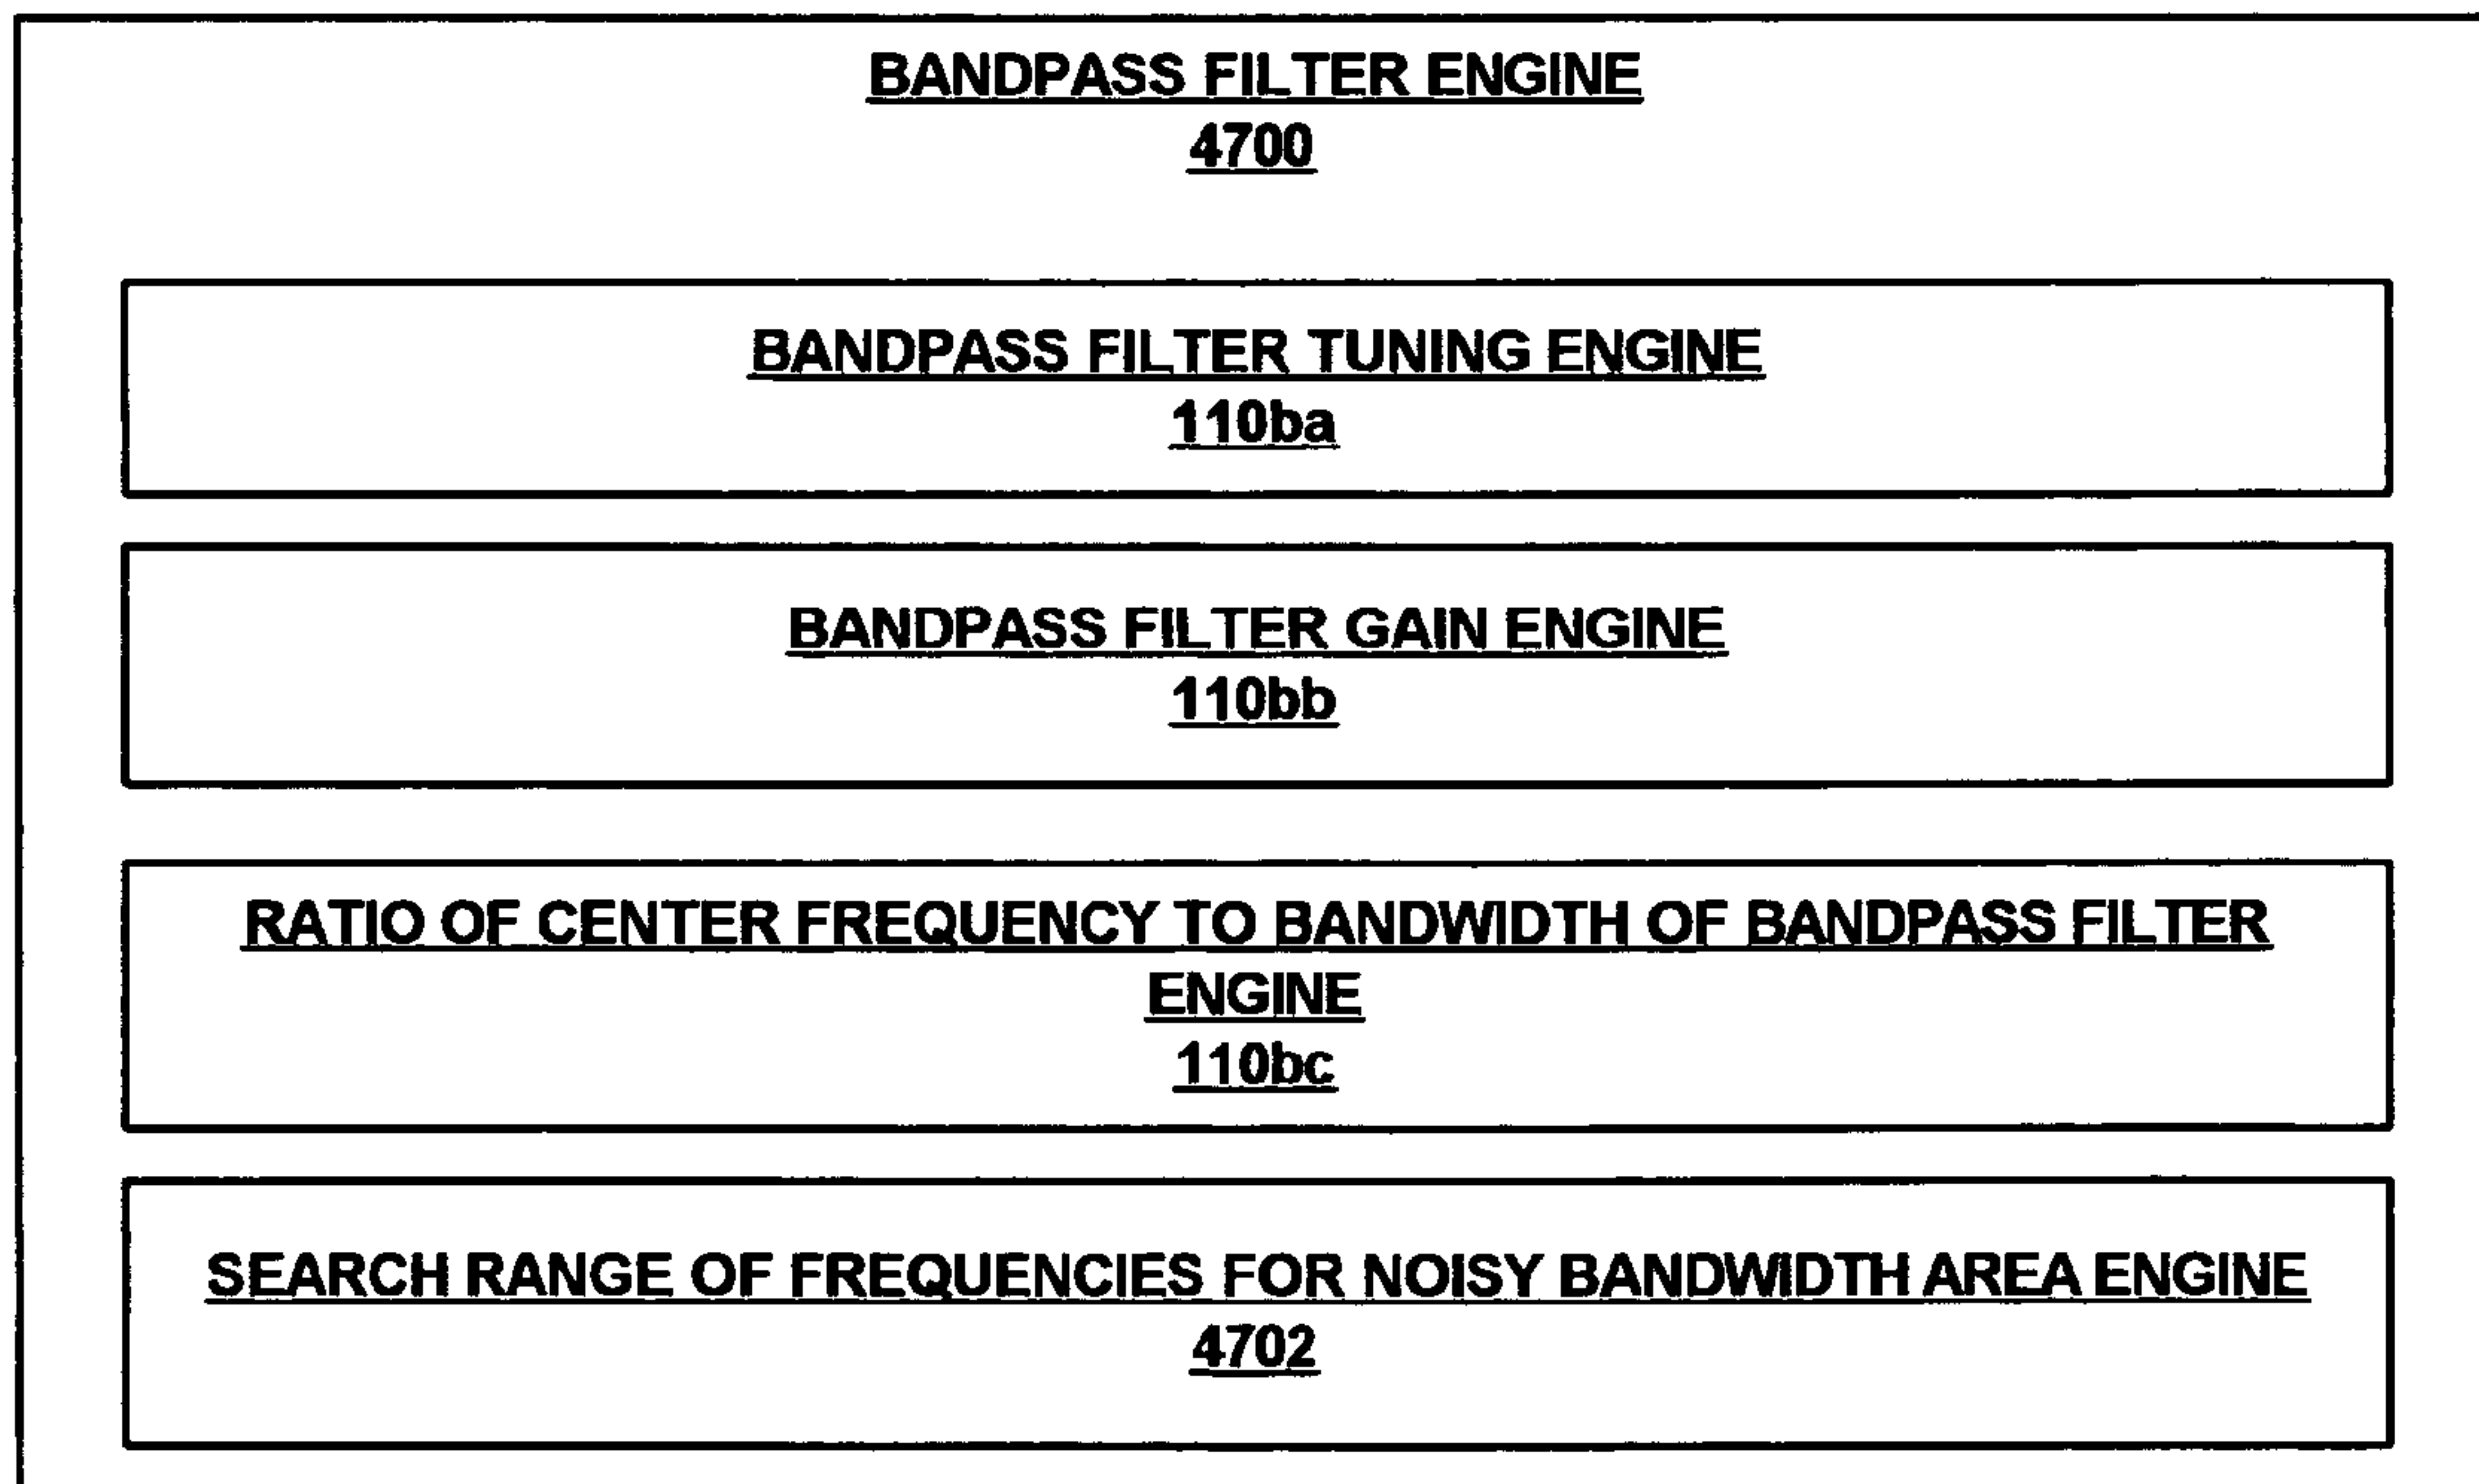 BANDPASS FILTER ENGINE
4700
BANDPASS FILTER TUNING ENGINE
110ba
BANDPASS FILTER GAIN ENGINE
110bb
RATIO OF CENTER FREQUENCY TO BANDWIDTH OF BANDPASS FILTER
ENGINE
110bc
SEARCH RANGE OF FREQUENCIES FOR NOISY BANDWIDTH AREA ENGINE
4702